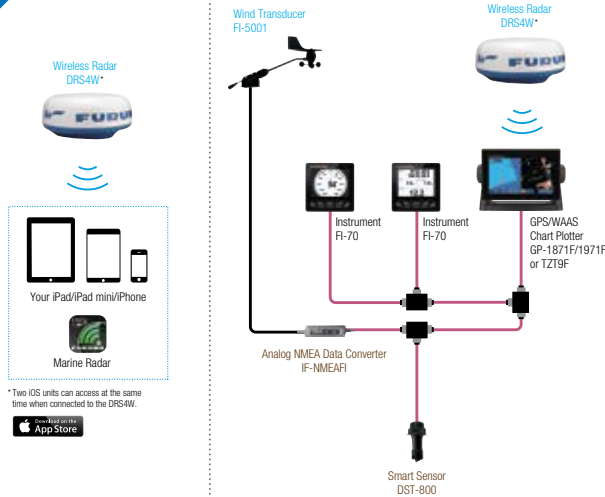 Wireless Radar
DRS4W*
FURUN
Your iPad/iPad mini/iPhone
Marine Radar
*Two iOS units can access at the same
time when connected to the DRS4W.
Download on the
App Store
Wind Transducer
FI-5001
Wireless Radar
DRS4W*
FURUN
Instrument
FI-70
Instrument
FI-70
GPS/WAAS
Chart Plotter
GP-1871F/1971F
or TZT9F
Analog NMEA Data Converter
IF-NMEAFI
Smart Sensor
DST-800